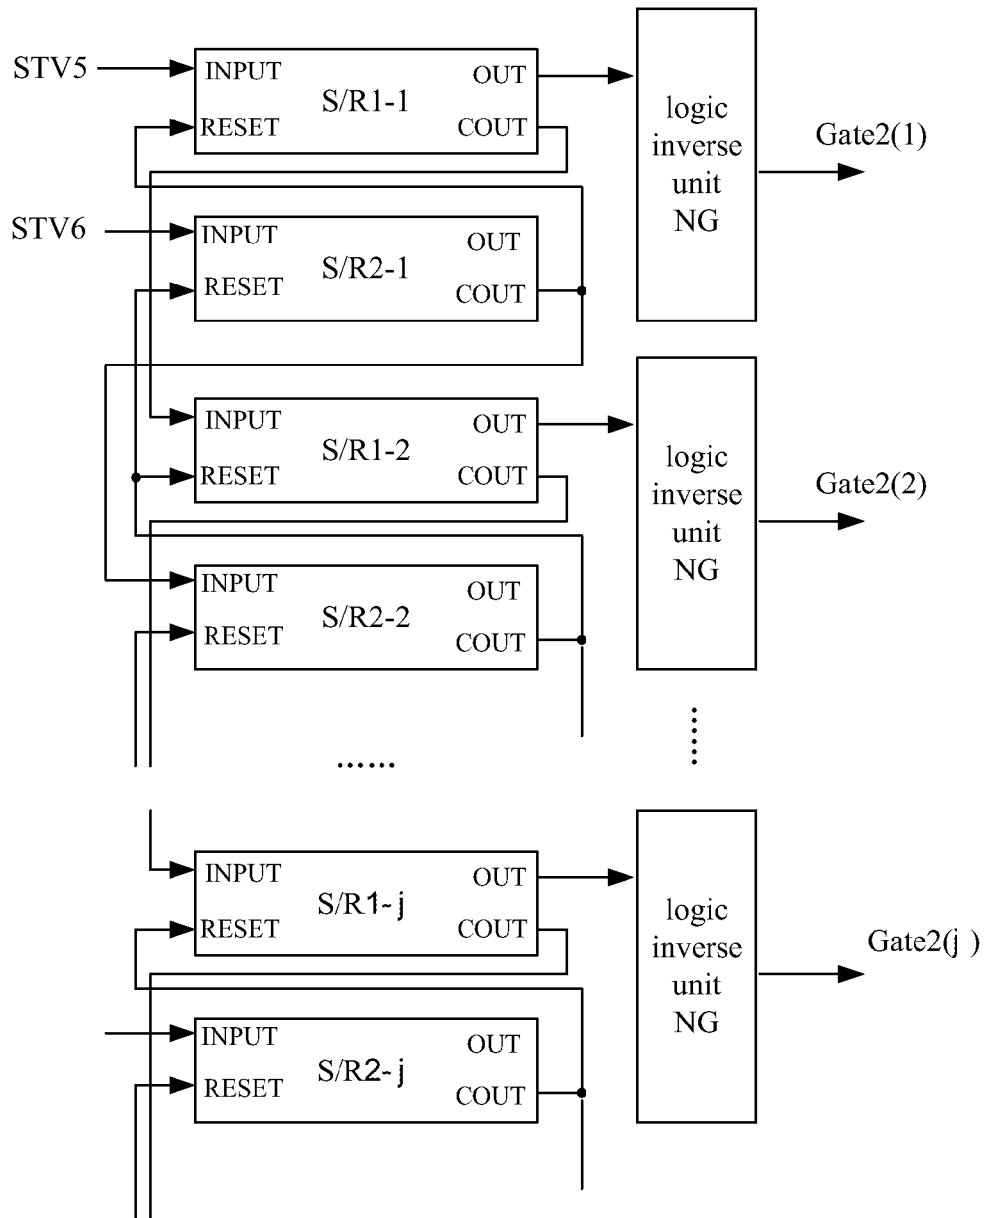 STV5
INPUT
S/R1-1
OUT
RESET
COUT
logic
inverse
unit
NG
Gate2(1)
STV6
INPUT
S/R2-1
OUT
RESET
COUT
INPUT
S/R1-2
OUT
RESET
COUT
logic
inverse
unit
NG
Gate2(2)
INPUT
S/R2-2
OUT
RESET
COUT
......
......
INPUT
S/R1-j
OUT
RESET
COUT
logic
inverse
unit
NG
Gate2(j )
INPUT
S/R2-j
OUT
RESET
COUT